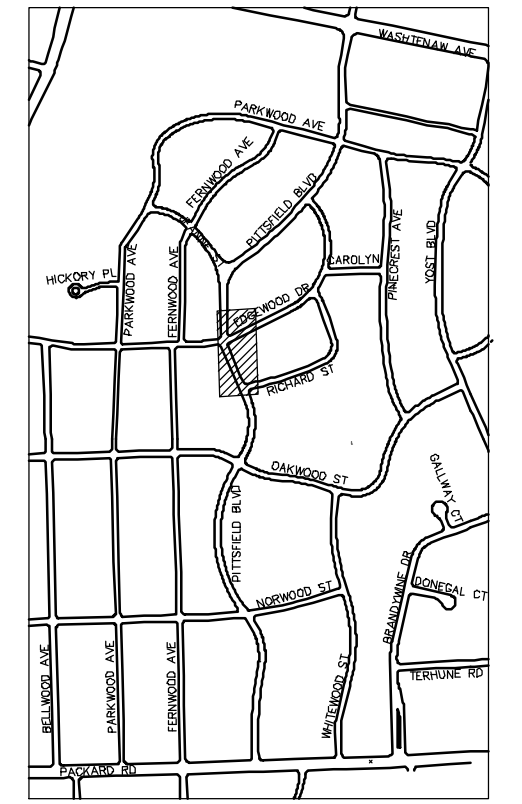 WASHTENAW AVE
PARKWOOD AVE
FERNWOOD AVE
PITTSFIELD BLVD
PINECREST AVE
YOST BLVD
CAROLYN
HICKORY PL
PARKWOOD AVE
FERNWOOD AVE
EDGEWOOD DR
RICHARD ST
OAKWOOD ST
GALLWAY CT
PITTSFIELD BLVD
BRANDYWINE DR
DONEGAL CT
NORWOOD ST
BELLWOOD AVE
PARKWOOD AVE
FERNWOOD AVE
WHITEWOOD ST
TERHUNE RD
PACKARD RD